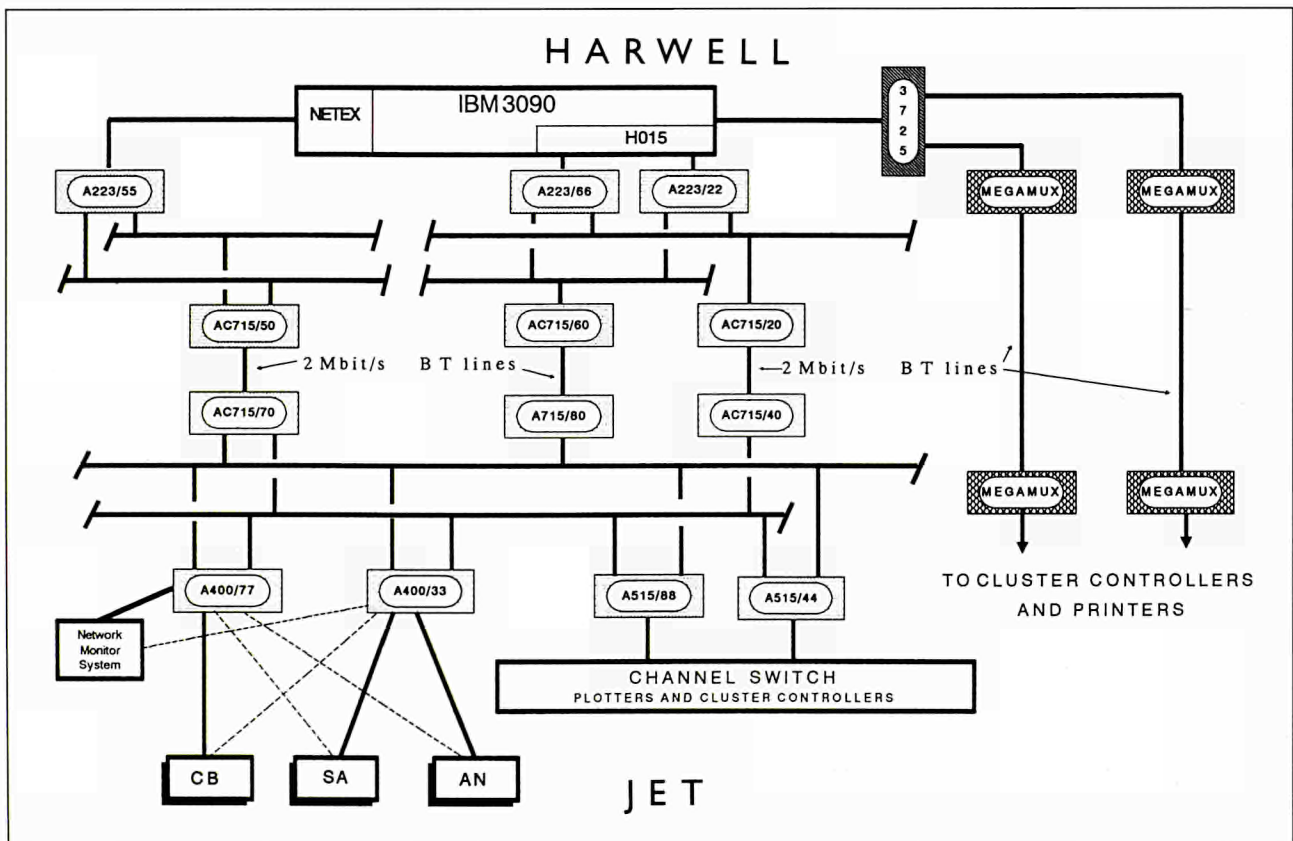 HARWELL
NETEX
IBM 3090
H015
3
7
2
5
A223/55
A223/66
A223/22
MEGAMUX
MEGAMUX
AC715/50
AC715/60
AC715/20
2 Mbit/s
BT lines
2 Mbit/s
BT lines
AC715/70
A715/80
AC715/40
MEGAMUX
MEGAMUX
A400/77
A400/33
A515/88
A515/44
TO CLUSTER CONTROLLERS
AND PRINTERS
Network
Monitor
System
CHANNEL SWITCH
PLOTTERS AND CLUSTER CONTROLLERS
CB
SA
AN
JET